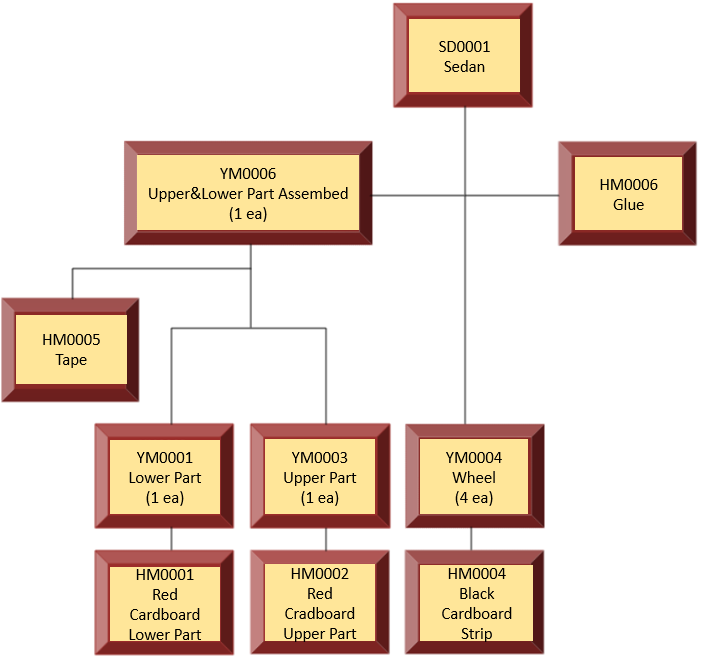 SD0001
Sedan
YM0006
Upper&Lower Part Assembed
(1 ea)
HM0006
Glue
HM0005
Tape
YM0001
Lower Part
(1 ea)
YM0003
Upper Part
(1 ea)
YM0004
Wheel
(4 ea)
HM0001
Red
Cardboard
Lower Part
HM0002
Red
Cradboard
Upper Part
HM0004
Black
Cardboard
Strip